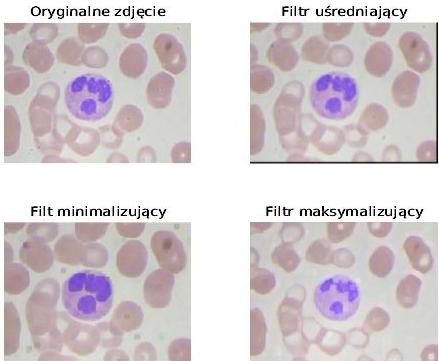 Oryginalne zdjęcie
Filtr uśredniający
Filt minimalizujący
Filtr maksymalizujący